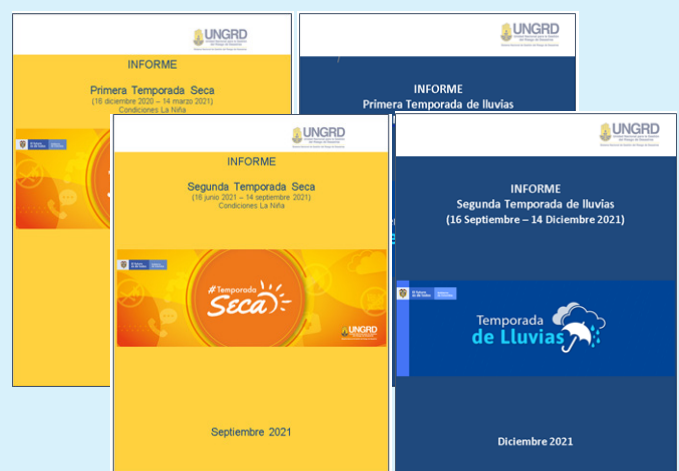 UNGRD
INFORME
Primera Temporada Seca
(16 diciembre 2020 – 14 marzo 2021)
Condiciones La Niña
UNGRD
INFORME
Primera Temporada de lluvias
UNGRD
INFORME
Segunda Temporada Seca
(16 junio 2021 – 14 septiembre 2021)
Condiciones La Niña
#Temporada
Seca
UNGRD
Septiembre 2021
UNGRD
INFORME
Segunda Temporada de lluvias
(16 Septiembre – 14 Diciembre 2021)
Temporada
de Lluvias
Diciembre 2021